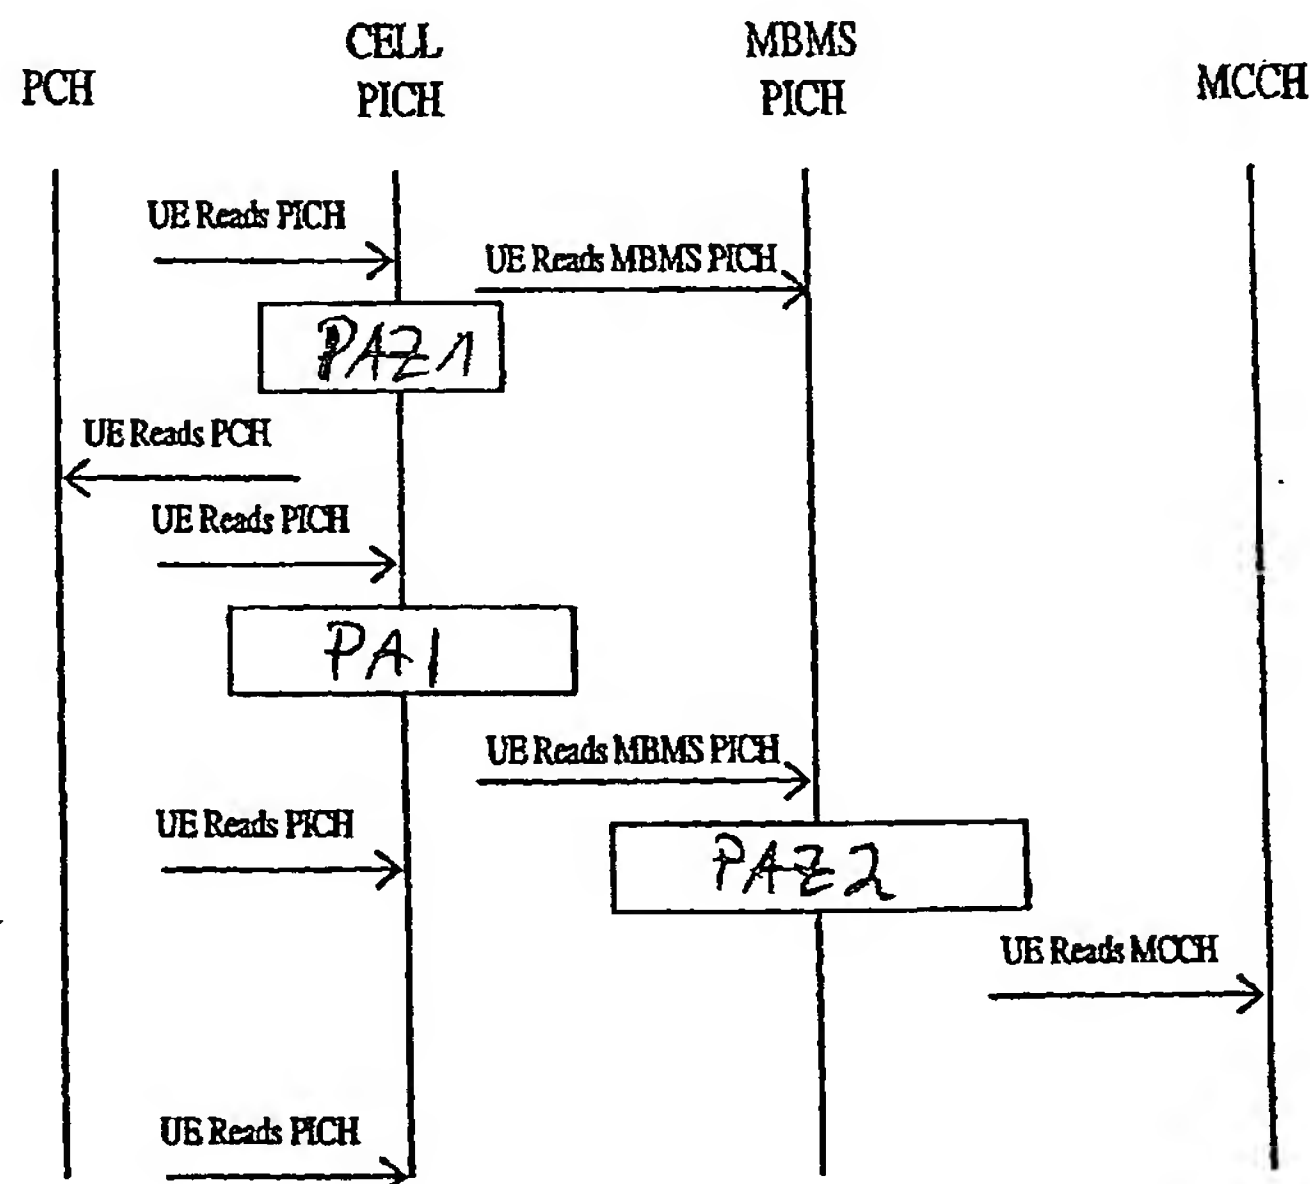 PCH
CELL
PICH
MBMS
PICH
MCCH
UE Reads PICH
UE Reads MBMS PICH
PAZ1
UE Reads PCH
UE Reads PICH
PA1
UE Reads MBMS PICH
UE Reads PICH
PAZ2
UE Reads MCCH
UE Reads PICH